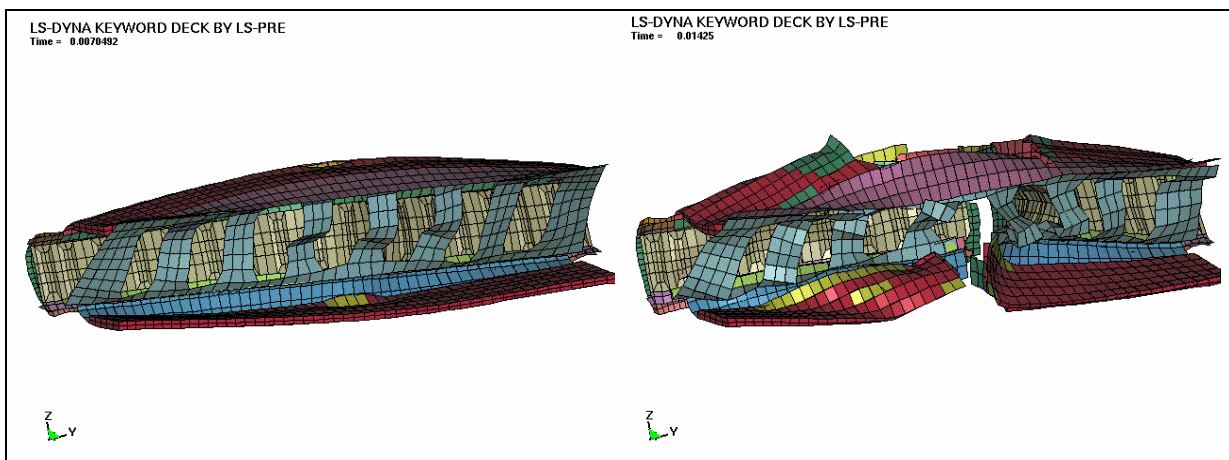 LS-DYNA KEYWORD DECK BY LS-PRE
Time = 0.0070492
Z
Y
LS-DYNA KEYWORD DECK BY LS-PRE
Time = 0.01425
Z
Y